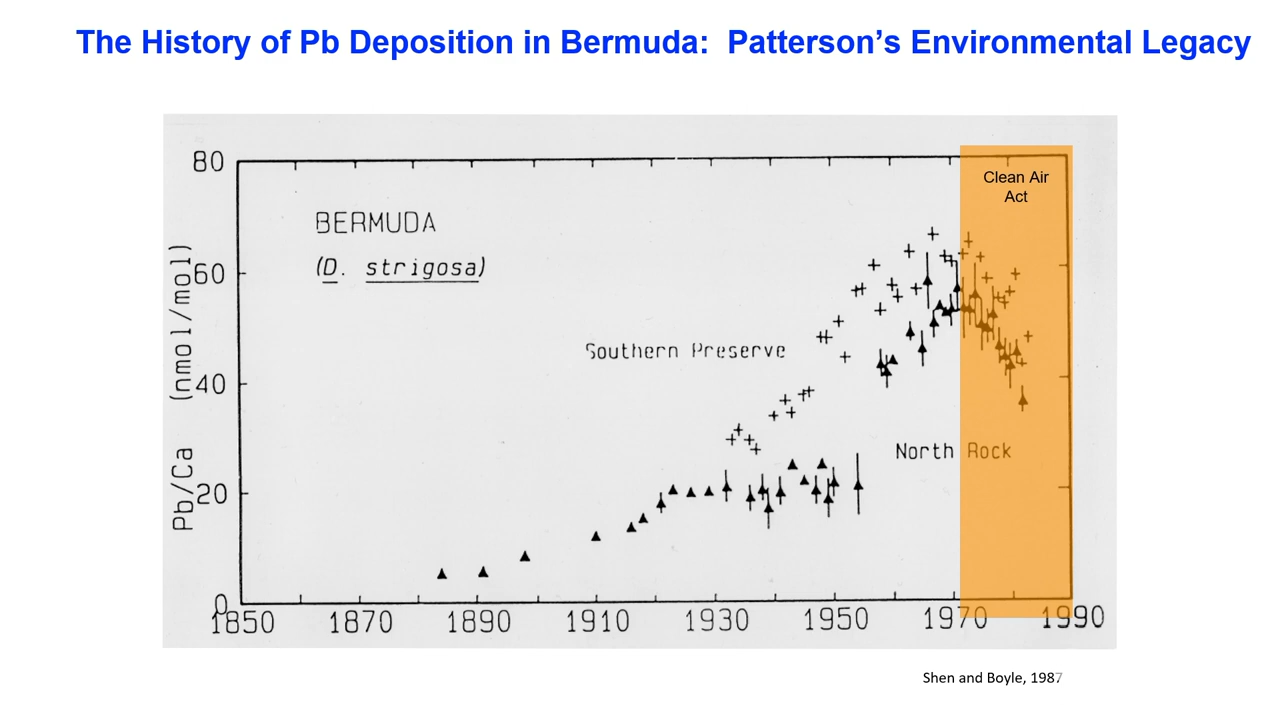 The History of Pb Deposition in Bermuda: Patterson's Environmental Legacy
80
Clean Air
Act
BERMUDA
(D. strigosa)
60
Southern Preserve
40
North Rock
20
0
Pb/Ca (nmol/mol)
1850 1870 1890 1910 1930 1950 1970 1990
Shen and Boyle, 1987